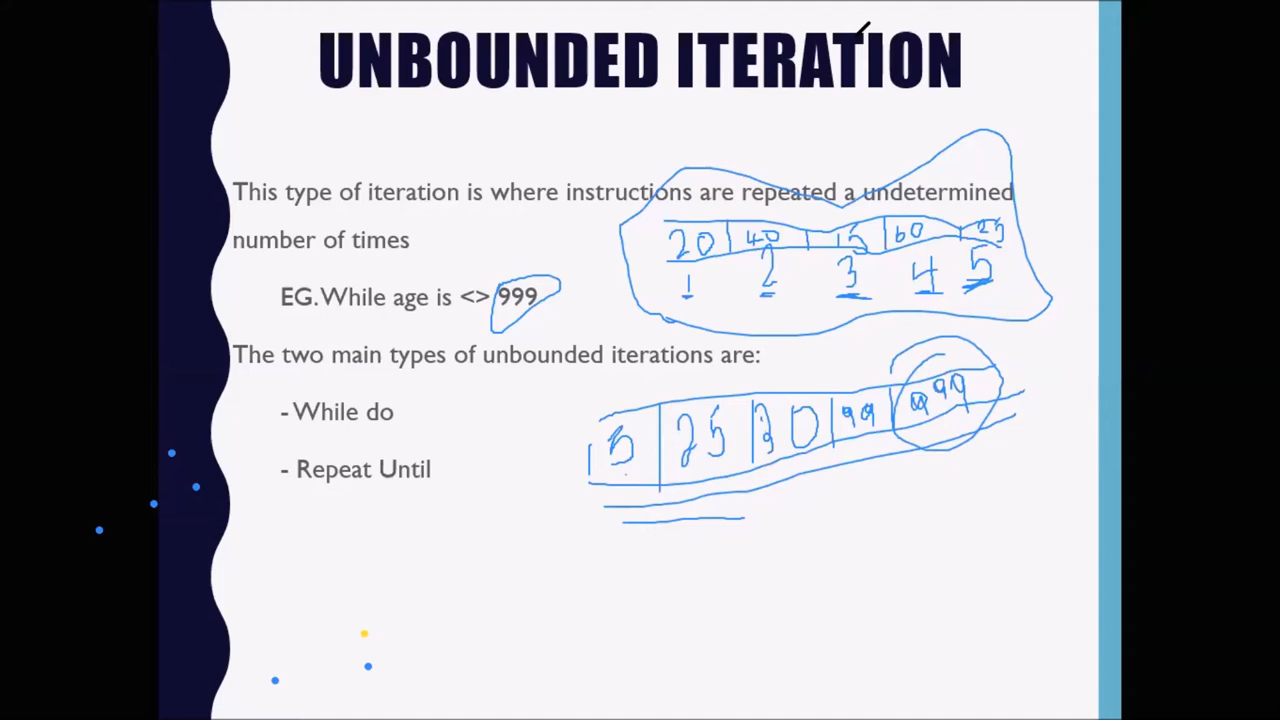 UNBOUNDED ITERATION
This type of iteration is where instructions are repeated a undetermined
number of times
20 40 15 60 25
1 2 3 4 5
EG. While age is <> 999
The two main types of unbounded iterations are:
- While do
5 25 30 99 999
- Repeat Until